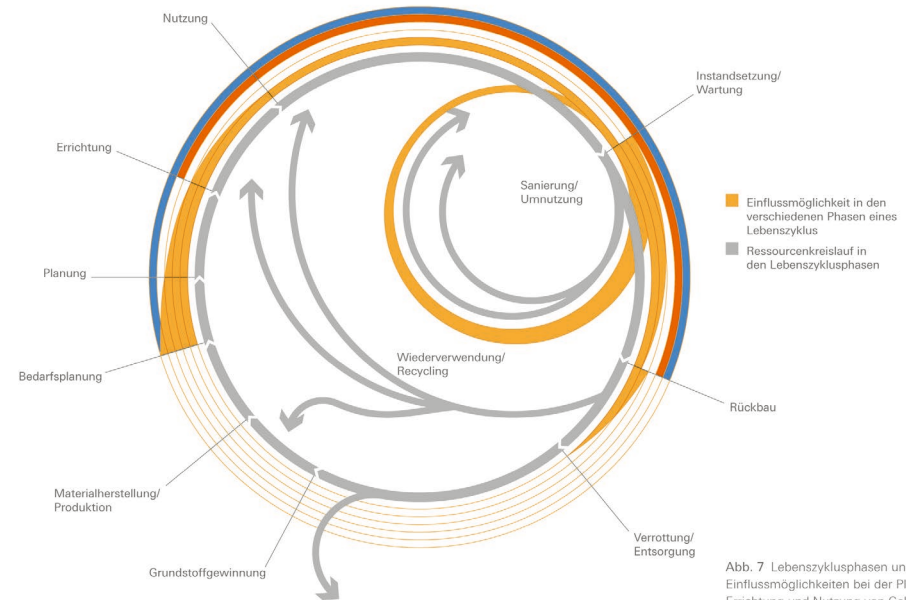 Nutzung
Instandsetzung/
Wartung
Errichtung
Sanierung/
Umnutzung
Einflussmöglichkeit in den
verschiedenen Phasen eines
Lebenszyklus
Ressourcenkreislauf in
den Lebenszyklusphasen
Planung
Wiederverwendung/
Recycling
Bedarfsplanung
Rückbau
Materialherstellung/
Produktion
Verrottung/
Entsorgung
Grundstoffgewinnung
Abb. 7 Lebenszyklusphasen un
Einflussmöglichkeiten bei der Pl